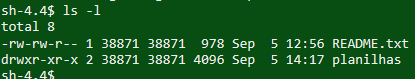 sh-4.4$ ls -l
total 8
-rw-rw-r-- 1 38871 38871  978 Sep  5 12:56 README.txt
drwxr-xr-x 2 38871 38871 4096 Sep  5 14:17 planilhas
sh-4.4$